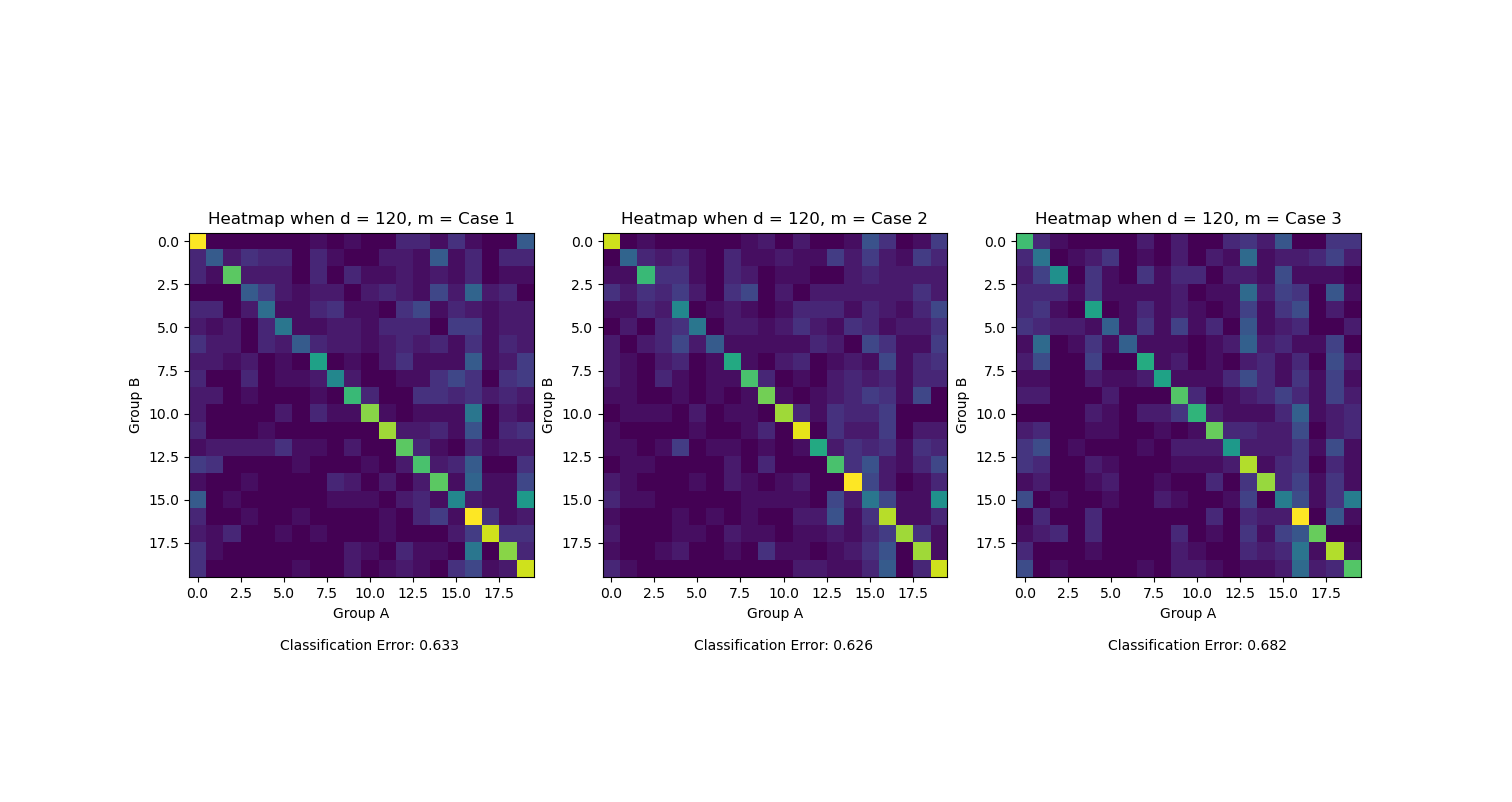 Heatmap when d = 120, m = Case 1
0.0
2.5
5.0
7.5
10.0
12.5
15.0
17.5
Group B
0.0 2.5 5.0 7.5 10.0 12.5 15.0 17.5
Group A
Classification Error: 0.633
Heatmap when d = 120, m = Case 2
0.0
2.5
5.0
7.5
10.0
12.5
15.0
17.5
Group B
0.0 2.5 5.0 7.5 10.0 12.5 15.0 17.5
Group A
Classification Error: 0.626
Heatmap when d = 120, m = Case 3
0.0
2.5
5.0
7.5
10.0
12.5
15.0
17.5
Group B
0.0 2.5 5.0 7.5 10.0 12.5 15.0 17.5
Group A
Classification Error: 0.682